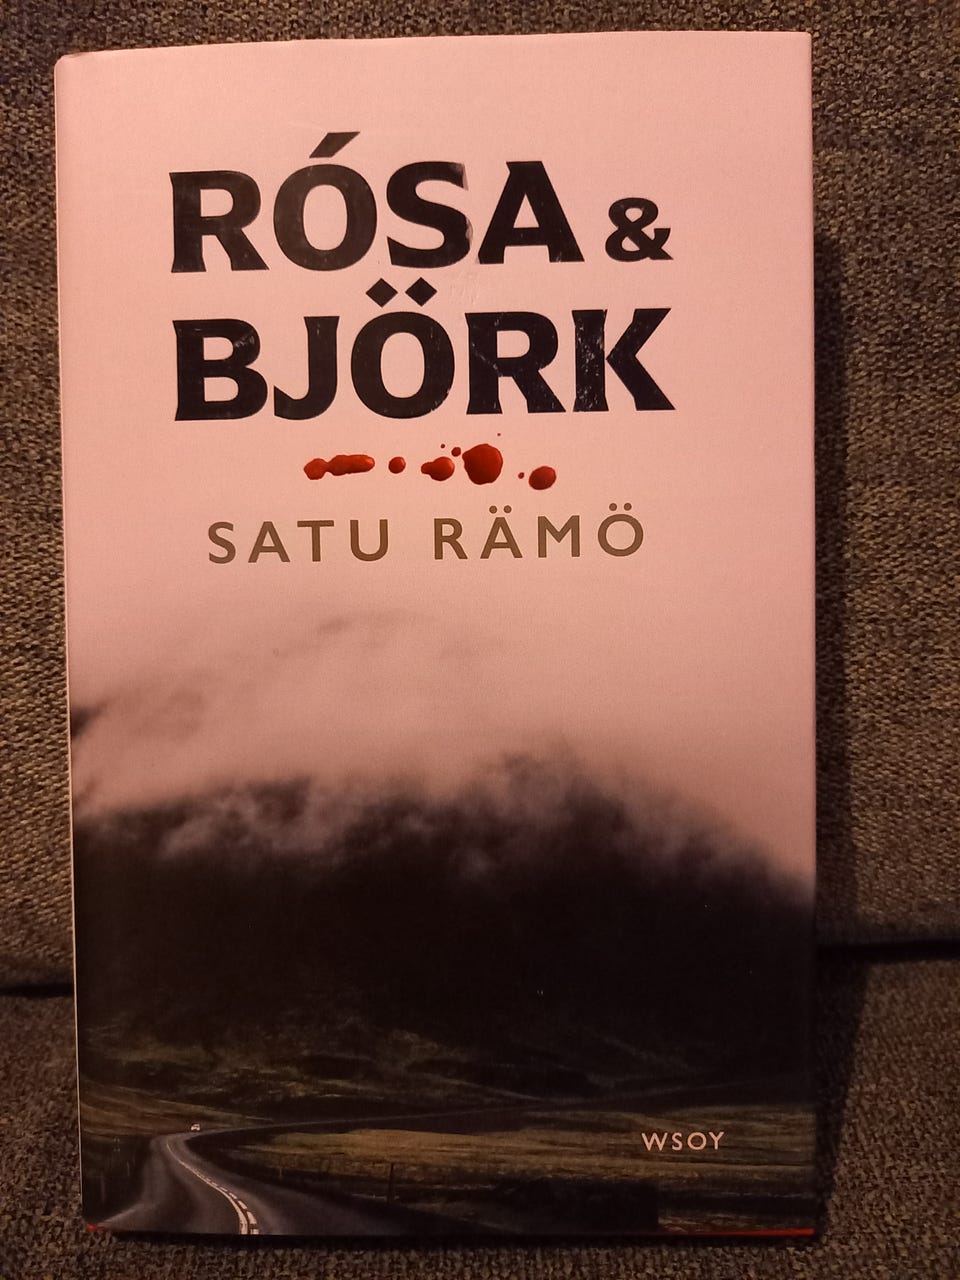 RÓSA &
BJÖRK
SATU RÄMÖ
WSOY